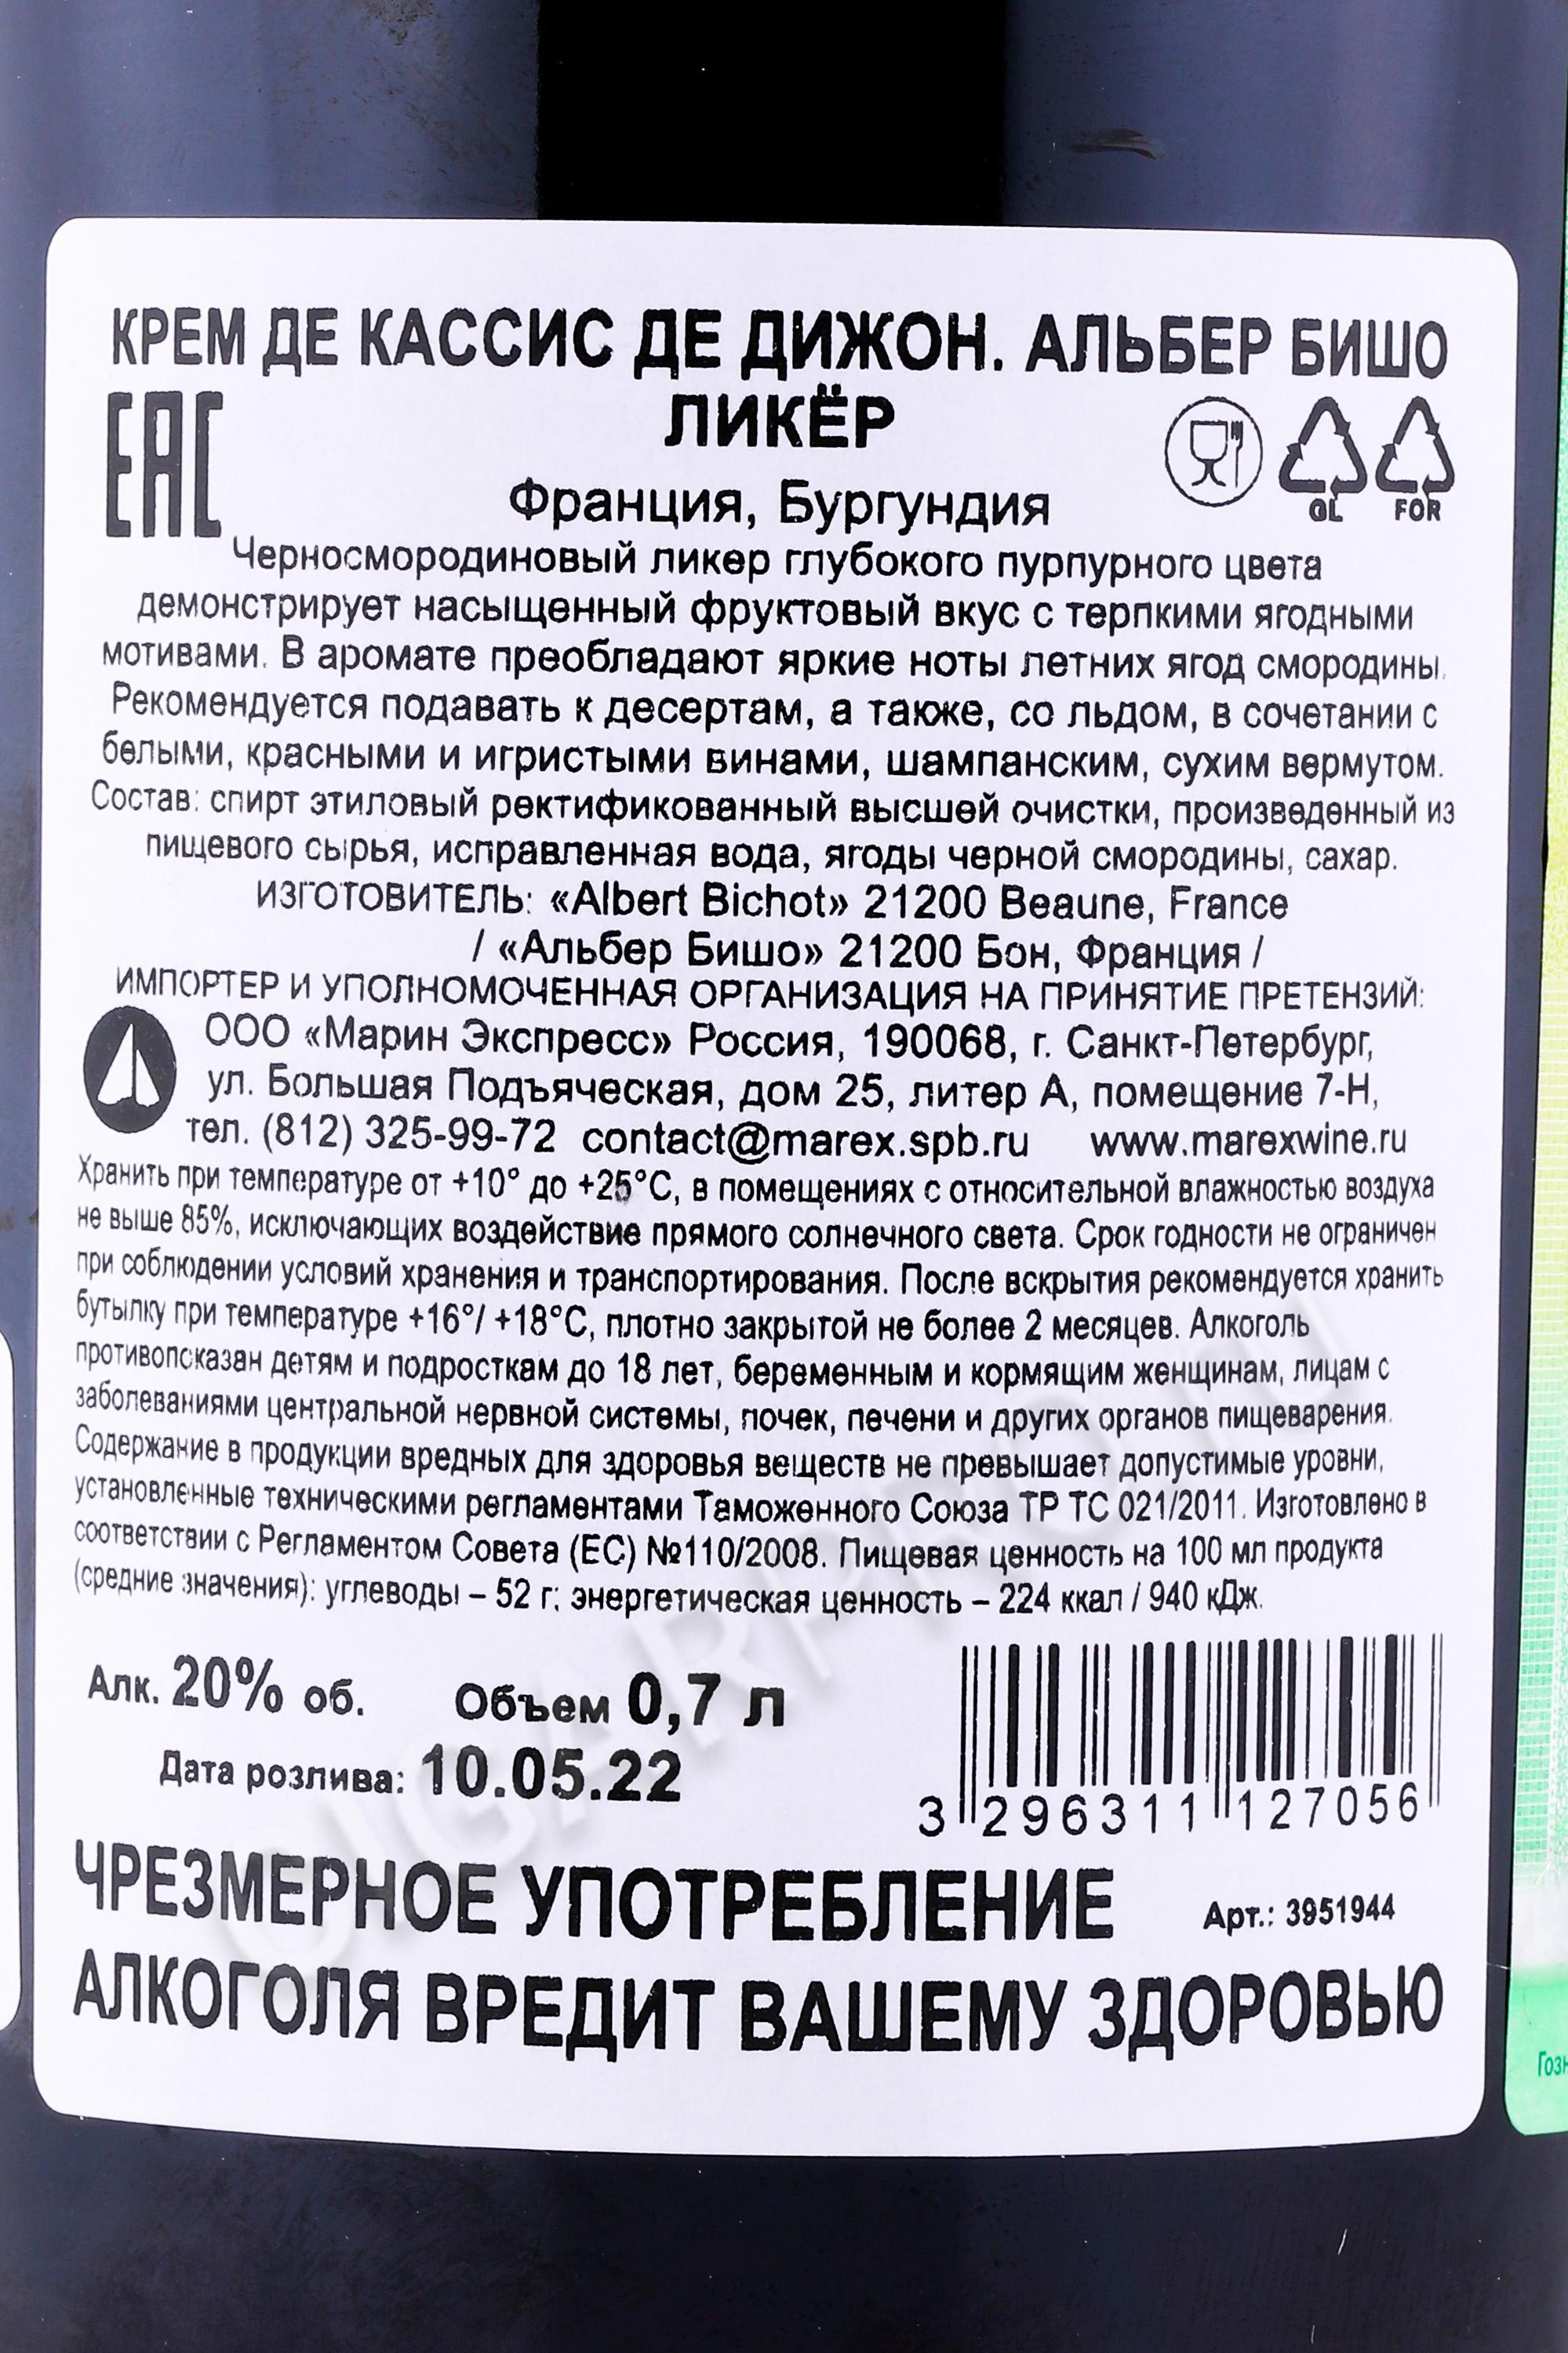 КРЕМ ДЕ КАССИС ДЕ ДИЖОН. АЛЬБЕР БИШО
EAC
ЛИКЁР
GL FOR
Франция, Бургундия
Черносмородиновый ликер глубокого пурпурного цвета
демонстрирует насыщенный фруктовый вкус с терпкими ягодными
мотивами. В аромате преобладают яркие ноты летних ягод смородины.
Рекомендуется подавать к десертам, а также, со льдом, в сочетании с
белыми, красными и игристыми винами, шампанским, сухим вермутом.
Состав: спирт этиловый ректификованный высшей очистки, произведенный из
пищевого сырья, исправленная вода, ягоды черной смородины, сахар.
ИЗГОТОВИТЕЛЬ: «Albert Bichot» 21200 Beaune, France
/ «Альбер Бишо» 21200 Бон, Франция /
ИМПОРТЕР И УПОЛНОМОЧЕННАЯ ОРГАНИЗАЦИЯ НА ПРИНЯТИЕ ПРЕТЕНЗИЙ:
ООО «Марин Экспресс» Россия, 190068, г. Санкт-Петербург,
ул. Большая Подъяческая, дом 25, литер А, помещение 7-Н,
тел. (812) 325-99-72 contact@marex.spb.ru www.marexwine.ru
Хранить при температуре от +10° до +25°С, в помещениях с относительной влажностью воздуха
не выше 85%, исключающих воздействие прямого солнечного света. Срок годности не ограничен
при соблюдении условий хранения и транспортирования. После вскрытия рекомендуется хранить
бутылку при температуре +16°/ +18°С, плотно закрытой не более 2 месяцев. Алкоголь
противопоказан детям и подросткам до 18 лет, беременным и кормящим женщинам, лицам с
заболеваниями центральной нервной системы, почек, печени и других органов пищеварения.
Содержание в продукции вредных для здоровья веществ не превышает допустимые уровни,
установленные техническими регламентами Таможенного Союза ТР ТС 021/2011. Изготовлено в
соответствии с Регламентом Совета (ЕС) №110/2008. Пищевая ценность на 100 мл продукта
(средние значения): углеводы – 52 г; энергетическая ценность – 224 ккал / 940 кДж.
Алк. 20% об. Объем 0,7 л
Дата розлива: 10.05.22
3 296311 127056
ЧРЕЗМЕРНОЕ УПОТРЕБЛЕНИЕ
Арт.: 3951944
АЛКОГОЛЯ ВРЕДИТ ВАШЕМУ ЗДОРОВЬЮ
CIGARPRO.ru